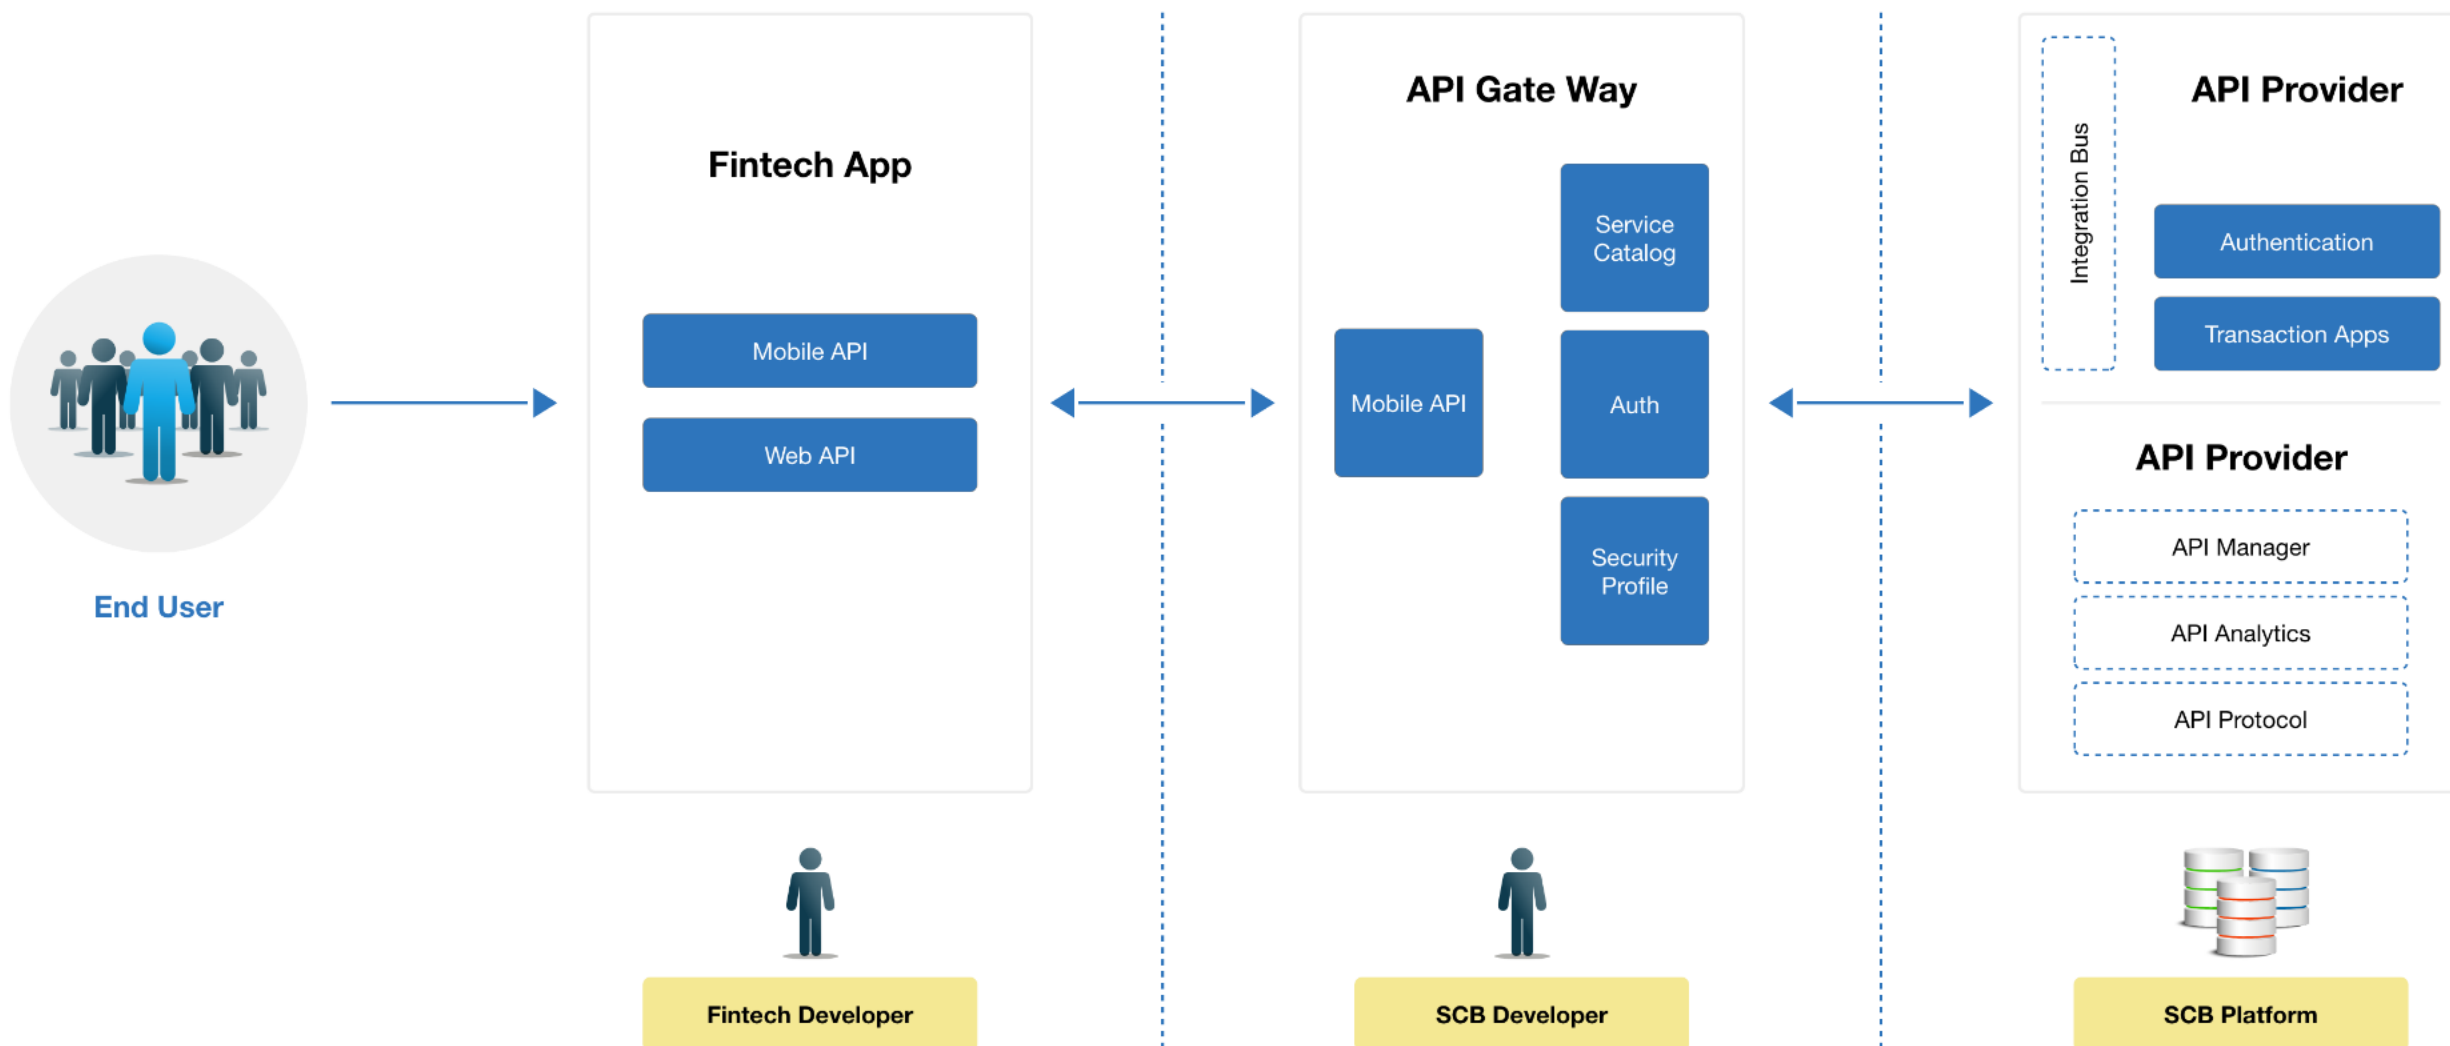 End User
Fintech App
Mobile API
Web API
Fintech Developer
API Gate Way
Mobile API
Service
Catalog
Auth
Security
Profile
SCB Developer
Integration Bus
API Provider
Authentication
Transaction Apps
API Provider
API Manager
API Analytics
API Protocol
SCB Platform